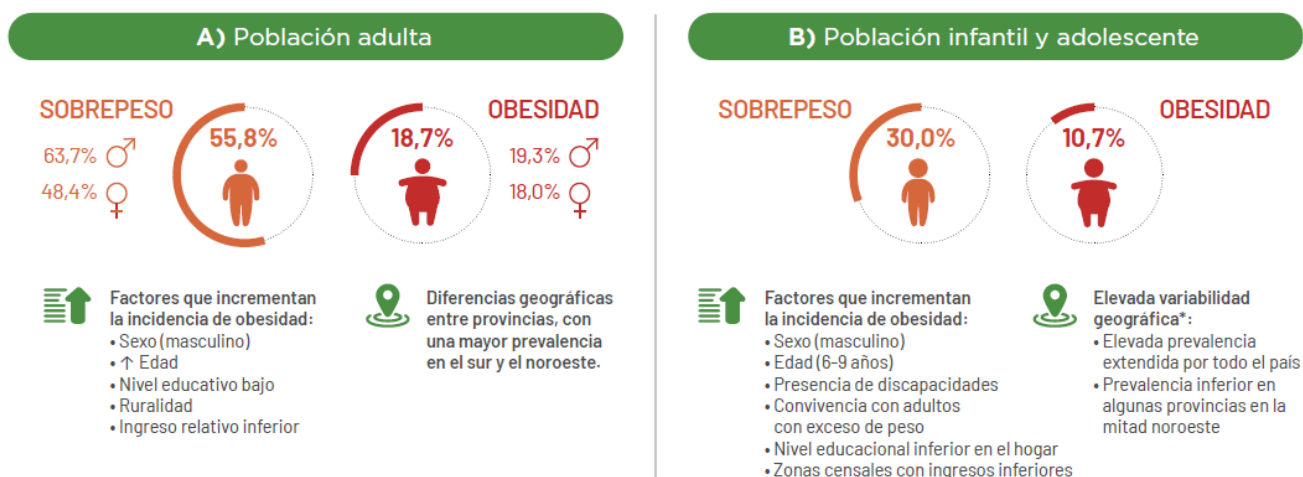 A) Población adulta
SOBREPESO
55,8%
63,7%
48,4%
18,7%
OBESIDAD
19,3%
18,0%
Factores que incrementan
la incidencia de obesidad:
• Sexo (masculino)
• ↑ Edad
• Nivel educativo bajo
• Ruralidad
• Ingreso relativo inferior
Diferencias geográficas
entre provincias, con
una mayor prevalencia
en el sur y el noroeste.
B) Población infantil y adolescente
SOBREPESO
30,0%
10,7%
OBESIDAD
Factores que incrementan
la incidencia de obesidad:
• Sexo (masculino)
• Edad (6-9 años)
• Presencia de discapacidades
• Convivencia con adultos
con exceso de peso
• Nivel educacional inferior en el hogar
• Zonas censales con ingresos inferiores
Elevada variabilidad
geográfica*:
• Elevada prevalencia
extendida por todo el país
• Prevalencia inferior en
algunas provincias en la
mitad noroeste